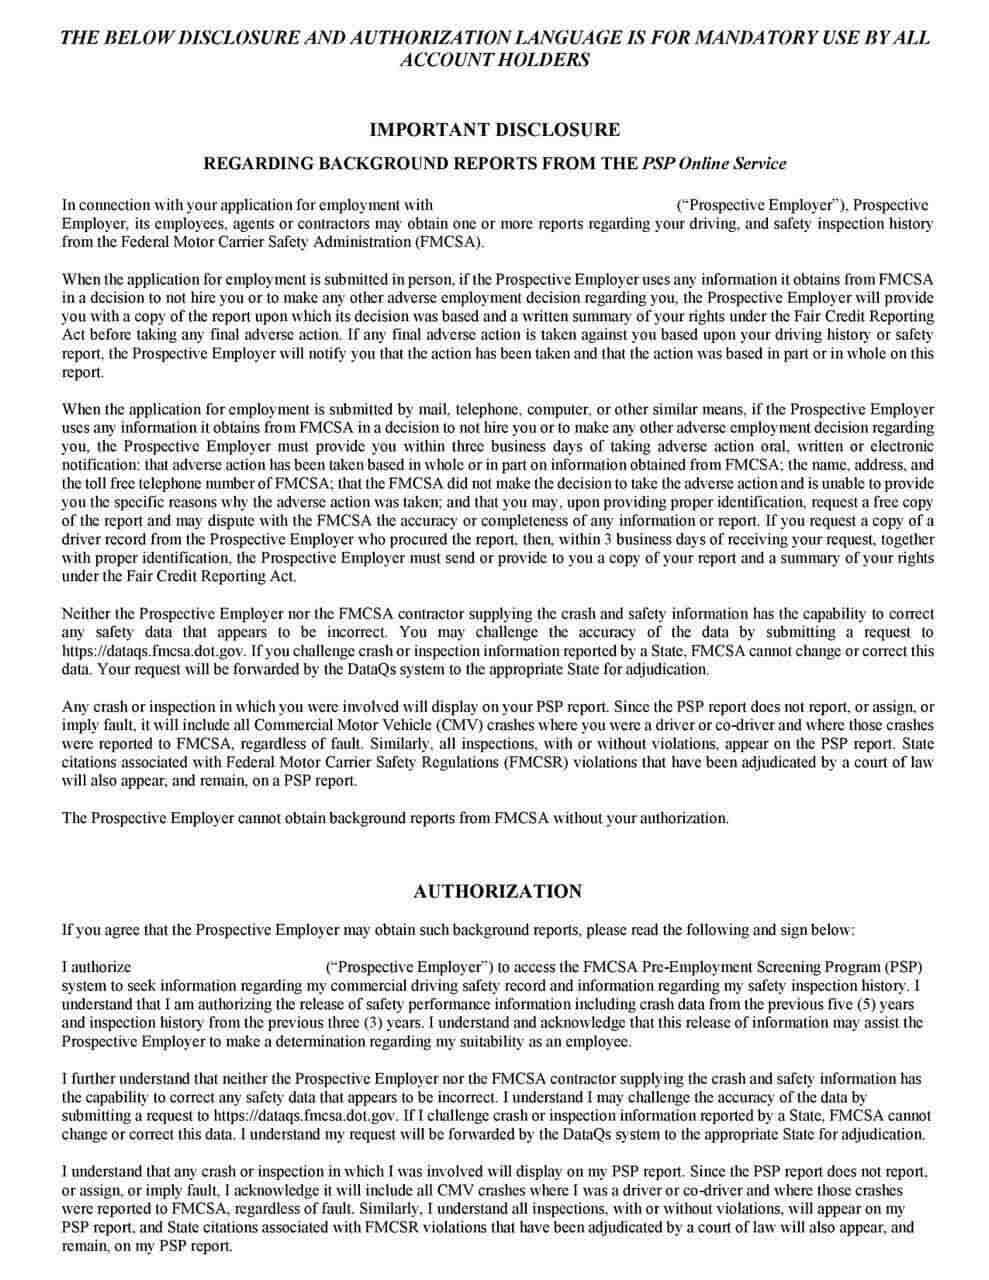 THE BELOW DISCLOSURE AND AUTHORIZATION LANGUAGE IS FOR MANDATORY USE BY ALL
ACCOUNT HOLDERS
IMPORTANT DISCLOSURE
REGARDING BACKGROUND REPORTS FROM THE PSP Online Service
In connection with your application for employment with (“Prospective Employer”), Prospective
Employer, its employees, agents or contractors may obtain one or more reports regarding your driving, and safety inspection history
from the Federal Motor Carrier Safety Administration (FMCSA).
When the application for employment is submitted in person, if the Prospective Employer uses any information it obtains from FMCSA
in a decision to not hire you or to make any other adverse employment decision regarding you, the Prospective Employer will provide
you with a copy of the report upon which its decision was based and a written summary of your rights under the Fair Credit Reporting
Act before taking any final adverse action. If any final adverse action is taken against you based upon your driving history or safety
report, the Prospective Employer will notify you that the action has been taken and that the action was based in part or in whole on this
report.
When the application for employment is submitted by mail, telephone, computer, or other similar means, if the Prospective Employer
uses any information it obtains from FMCSA in a decision to not hire you or to make any other adverse employment decision regarding
you, the Prospective Employer must provide you within three business days of taking adverse action oral, written or electronic
notification: that adverse action has been taken based in whole or in part on information obtained from FMCSA; the name, address, and
the toll free telephone number of FMCSA; that the FMCSA did not make the decision to take the adverse action and is unable to provide
you the specific reasons why the adverse action was taken; and that you may, upon providing proper identification, request a free copy
of the report and may dispute with the FMCSA the accuracy or completeness of any information or report. If you request a copy of a
driver record from the Prospective Employer who procured the report, then, within 3 business days of receiving your request, together
with proper identification, the Prospective Employer must send or provide to you a copy of your report and a summary of your rights
under the Fair Credit Reporting Act.
Neither the Prospective Employer nor the FMCSA contractor supplying the crash and safety information has the capability to correct
any safety data that appears to be incorrect. You may challenge the accuracy of the data by submitting a request to
https://dataqs.fmcsa.dot.gov. If you challenge crash or inspection information reported by a State, FMCSA cannot change or correct this
data. Your request will be forwarded by the DataQs system to the appropriate State for adjudication.
Any crash or inspection in which you were involved will display on your PSP report. Since the PSP report does not report, or assign, or
imply fault, it will include all Commercial Motor Vehicle (CMV) crashes where you were a driver or co-driver and where those crashes
were reported to FMCSA, regardless of fault. Similarly, all inspections, with or without violations, appear on the PSP report. State
citations associated with Federal Motor Carrier Safety Regulations (FMCSR) violations that have been adjudicated by a court of law
will also appear, and remain, on a PSP report.
The Prospective Employer cannot obtain background reports from FMCSA without your authorization.
AUTHORIZATION
If you agree that the Prospective Employer may obtain such background reports, please read the following and sign below:
I authorize (“Prospective Employer”) to access the FMCSA Pre-Employment Screening Program (PSP)
system to seek information regarding my commercial driving safety record and information regarding my safety inspection history. I
understand that I am authorizing the release of safety performance information including crash data from the previous five (5) years
and inspection history from the previous three (3) years. I understand and acknowledge that this release of information may assist the
Prospective Employer to make a determination regarding my suitability as an employee.
I further understand that neither the Prospective Employer nor the FMCSA contractor supplying the crash and safety information has
the capability to correct any safety data that appears to be incorrect. I understand I may challenge the accuracy of the data by
submitting a request to https://dataqs.fmcsa.dot.gov. If I challenge crash or inspection information reported by a State, FMCSA cannot
change or correct this data. I understand my request will be forwarded by the DataQs system to the appropriate State for adjudication.
I understand that any crash or inspection in which I was involved will display on my PSP report. Since the PSP report does not report,
or assign, or imply fault, I acknowledge it will include all CMV crashes where I was a driver or co-driver and where those crashes
were reported to FMCSA, regardless of fault. Similarly, I understand all inspections, with or without violations, will appear on my
PSP report, and State citations associated with FMCSR violations that have been adjudicated by a court of law will also appear, and
remain, on my PSP report.